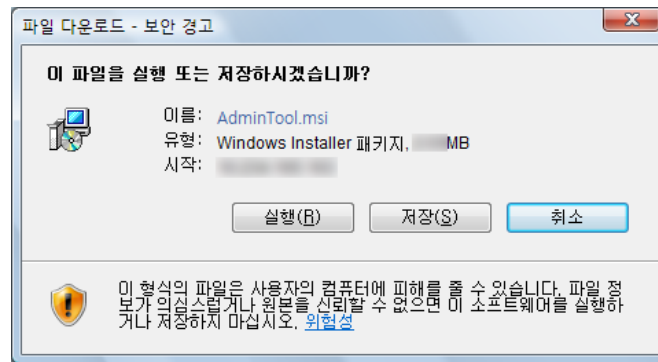 파일 다운로드 - 보안 경고
이 파일을 실행 또는 저장하시겠습니까?
이름: AdminTool.msi
유형: Windows Installer 패키지, MB
시작:
실행(R) 저장(S) 취소
이 형식의 파일은 사용자의 컴퓨터에 피해를 줄 수 있습니다. 파일 정
보가 의심스럽거나 원본을 신뢰할 수 없으면 이 소프트웨어를 실행하
거나 저장하지 마십시오. 위험성